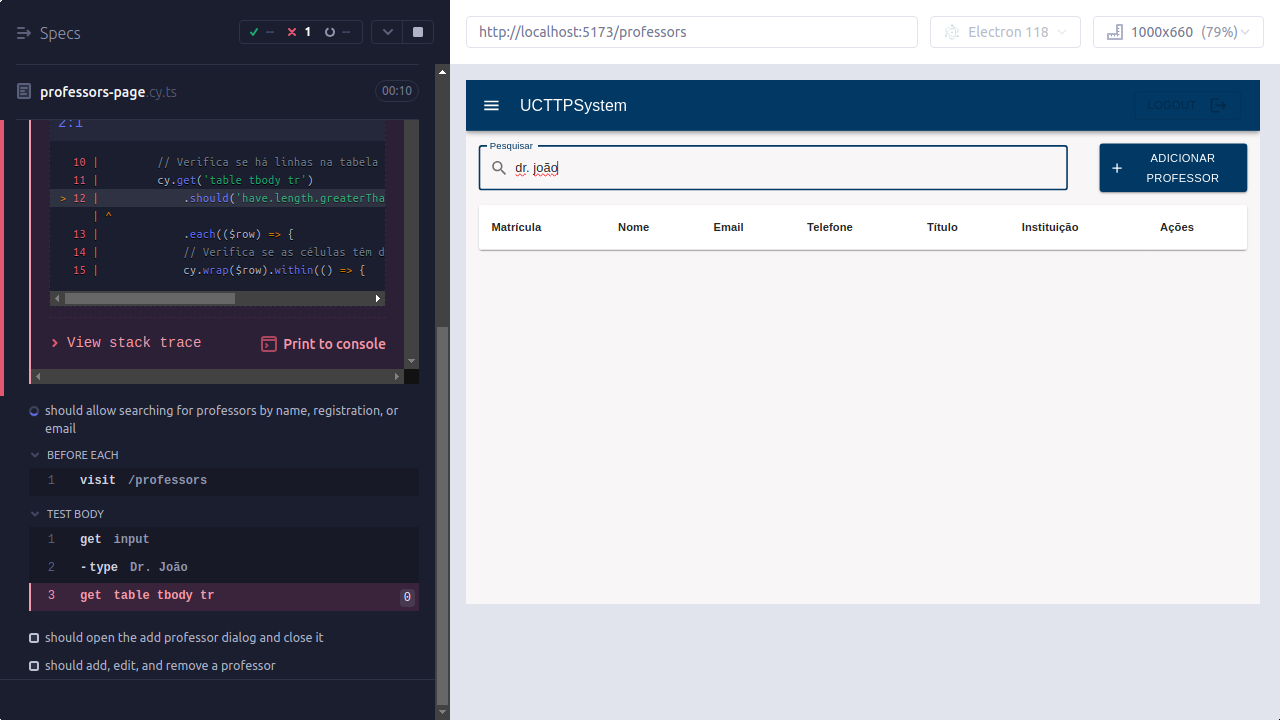 Specs
-- 1 --
professors-page.cy.ts 00:10
2:1
10 | // Verifica se há linhas na tabela
11 | cy.get('table tbody tr')
> 12 | .should('have.length.greaterTha
| ^
13 | .each(($row) => {
14 | // Verifica se as células têm d
15 | cy.wrap($row).within(() => {
View stack trace
Print to console
should allow searching for professors by name, registration, or
email
BEFORE EACH
1 visit /professors
TEST BODY
1 get input
2 -type Dr. João
3 get table tbody tr 0
should open the add professor dialog and close it
should add, edit, and remove a professor
http://localhost:5173/professors
Electron 118
1000x660 (79%)
UCTTPSystem
LOGOUT
Pesquisar
dr. joão
ADICIONAR
PROFESSOR
Matrícula Nome Email Telefone Título Instituição Ações